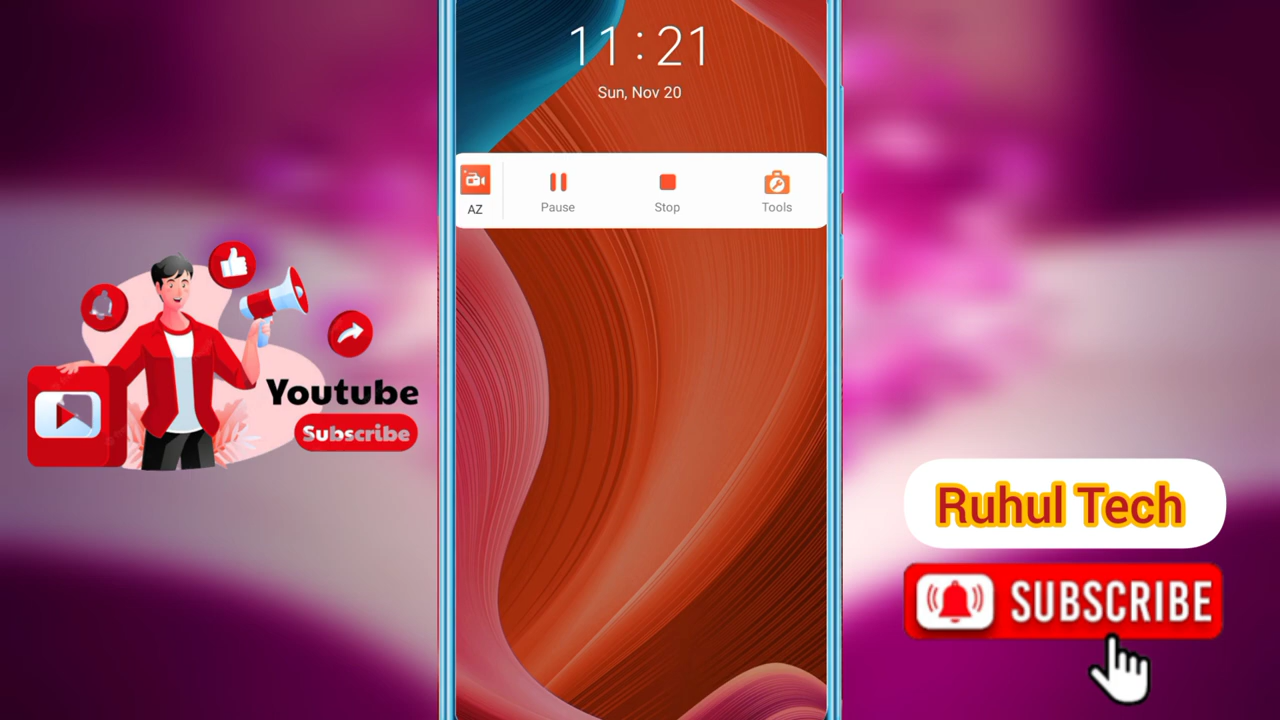 11:21
Sun, Nov 20
AZ
Pause
Stop
Tools
Youtube
Subscribe
Ruhul Tech
SUBSCRIBE